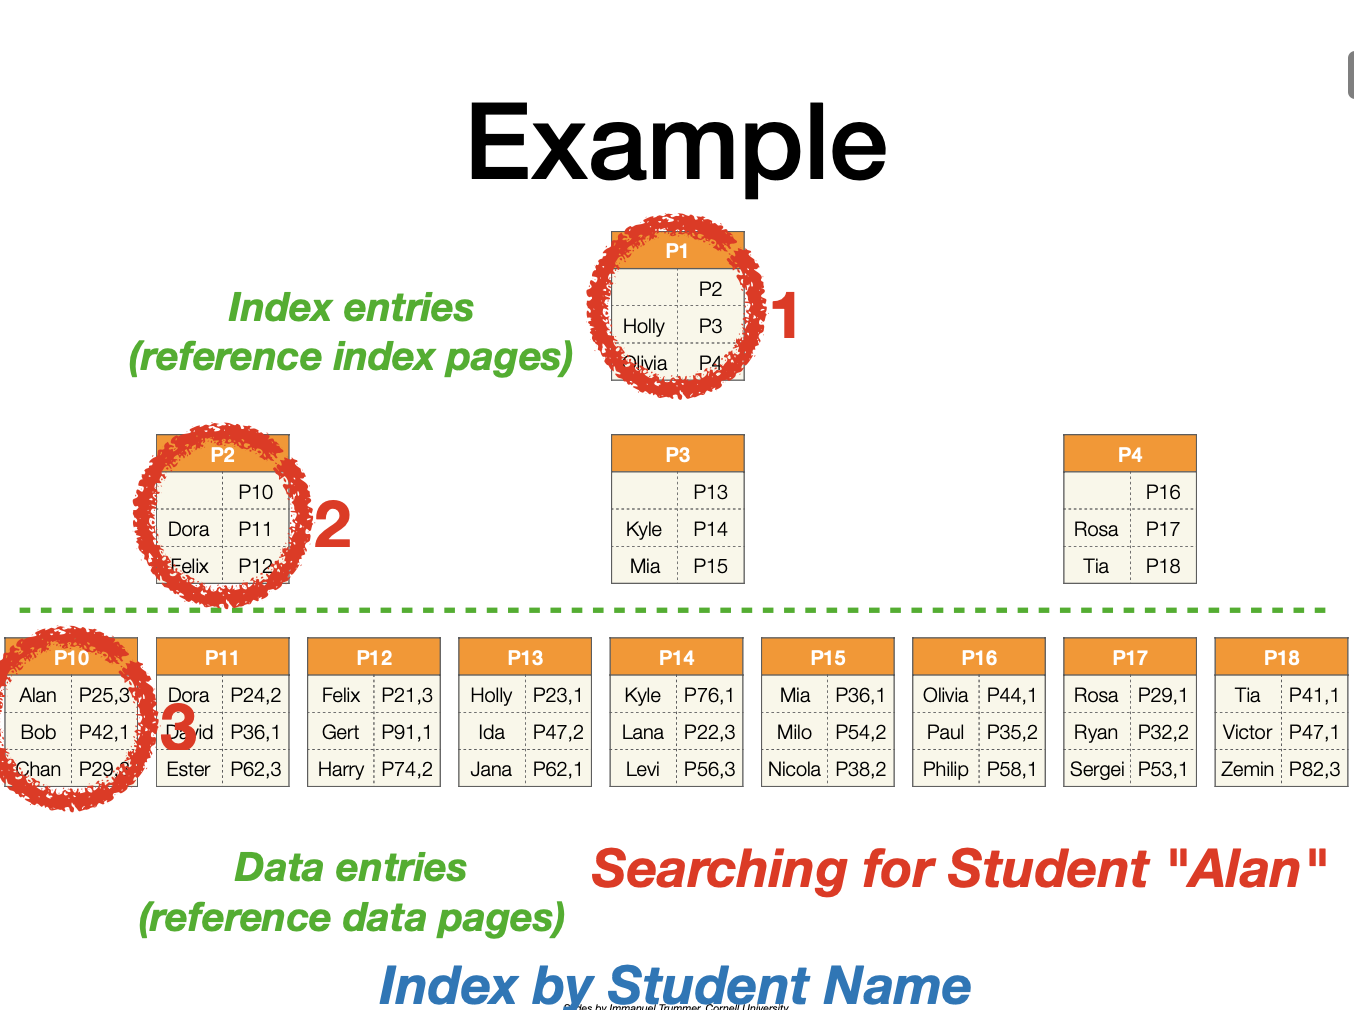 Example
P1
P2
Holly P3
Olivia P4
1
Index entries
(reference index pages)
P2
P10
Dora P11
Felix P12
2
P3
P13
Kyle P14
Mia P15
P4
P16
Rosa P17
Tia P18
P10
Alan P25,3
Bob P42,1
Chan
3
P11
Dora P24,2
David P36,1
Ester P62,3
P12
Felix P21,3
Gert P91,1
Harry P74,2
P13
Holly P23,1
Ida P47,2
Jana P62,1
P14
Kyle P76,1
Lana P22,3
Levi P56,3
P15
Mia P36,1
Milo P54,2
Nicola P38,2
P16
Olivia P44,1
Paul P35,2
Philip P58,1
P17
Rosa P29,1
Ryan P32,2
Sergei P53,1
P18
Tia P41,1
Victor P47,1
Zemin P82,3
Data entries
(reference data pages)
Searching for Student "Alan"
Index by Student Name
Slides by Immanuel Trummer, Cornell University